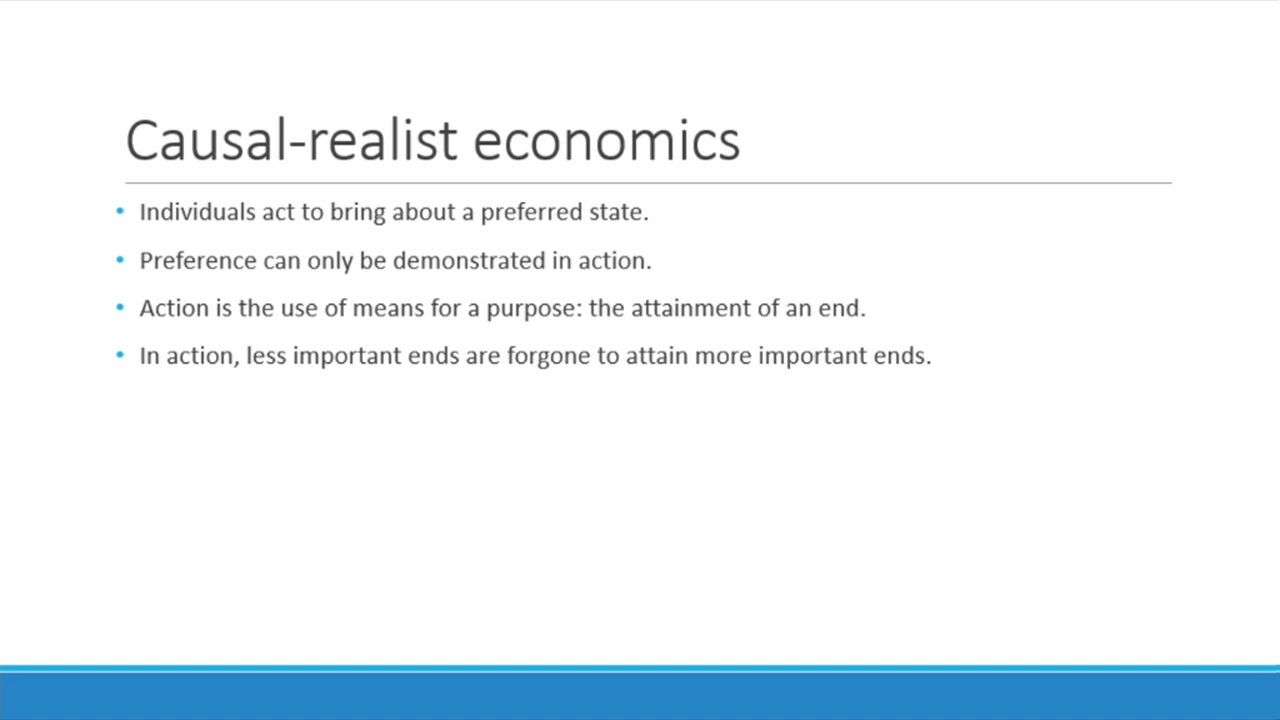 Causal-realist economics
• Individuals act to bring about a preferred state.
• Preference can only be demonstrated in action.
• Action is the use of means for a purpose: the attainment of an end.
• In action, less important ends are forgone to attain more important ends.